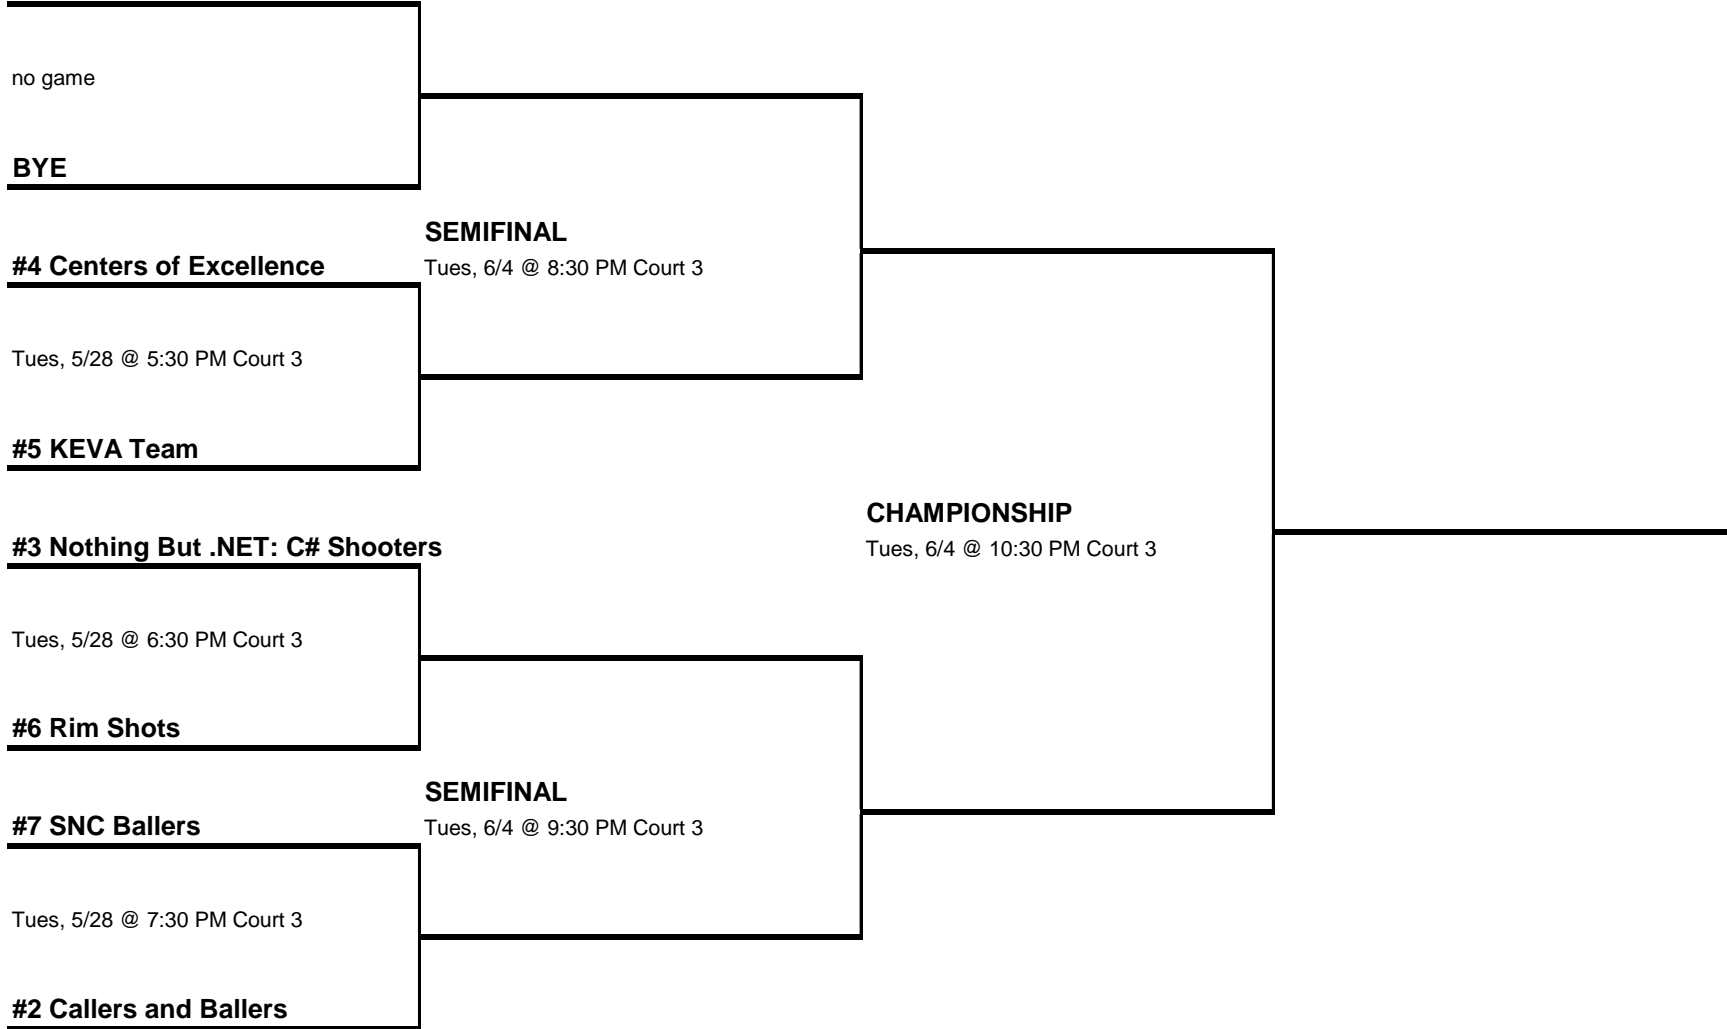 no game
BYE
SEMIFINAL
#4 Centers of Excellence
Tues, 6/4 @ 8:30 PM Court 3
Tues, 5/28 @ 5:30 PM Court 3
#5 KEVA Team
CHAMPIONSHIP
#3 Nothing But .NET: C# Shooters
Tues, 6/4 @ 10:30 PM Court 3
Tues, 5/28 @ 6:30 PM Court 3
#6 Rim Shots
SEMIFINAL
#7 SNC Ballers
Tues, 6/4 @ 9:30 PM Court 3
Tues, 5/28 @ 7:30 PM Court 3
#2 Callers and Ballers